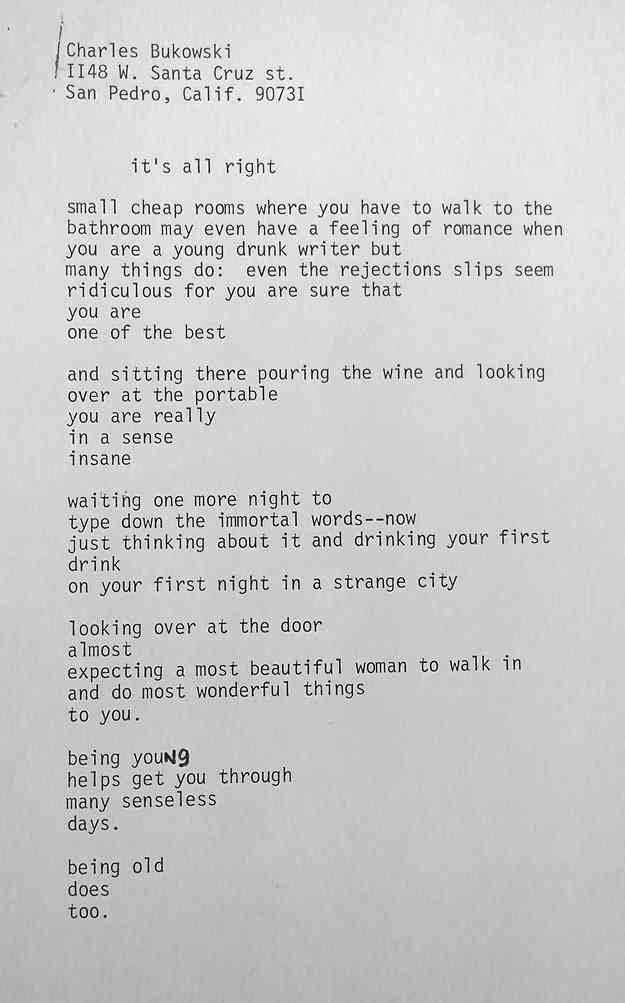 Charles Bukowski
II48 W. Santa Cruz st.
San Pedro, Calif. 9073I
it's all right
small cheap rooms where you have to walk to the
bathroom may even have a feeling of romance when
you are a young drunk writer but
many things do:  even the rejections slips seem
ridiculous for you are sure that
you are
one of the best
and sitting there pouring the wine and looking
over at the portable
you are really
in a sense
insane
waiting one more night to
type down the immortal words--now
just thinking about it and drinking your first
drink
on your first night in a strange city
looking over at the door
almost
expecting a most beautiful woman to walk in
and do most wonderful things
to you.
being youNg
helps get you through
many senseless
days.
being old
does
too.